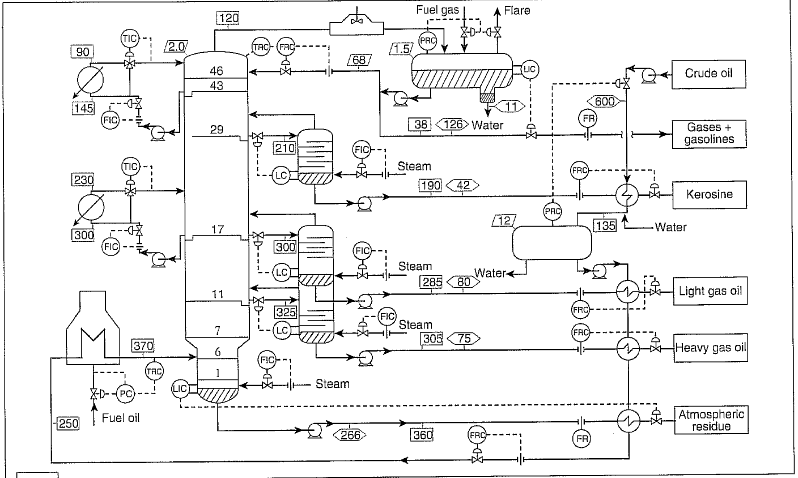 120
Fuel gas
Flare
TIC
90
2.0
TRC
FRC
PRC
1.5
68
LIC
Crude oil
46
43
145
FIC
11
Water
600
29
38
126
FR
Gases +
gasolines
210
FIC
Steam
LC
TIC
230
190
42
FRC
Kerosine
300
FIC
17
300
12
PRC
135
Water
LC
FIC
Steam
Water
285
80
Light gas oil
11
325
FRC
LC
FIC
Steam
7
305
75
FRC
Heavy gas oil
370
6
TRC
1
FIC
Steam
LIC
PC
Fuel oil
Atmospheric
residue
250
266
360
FR
FRC